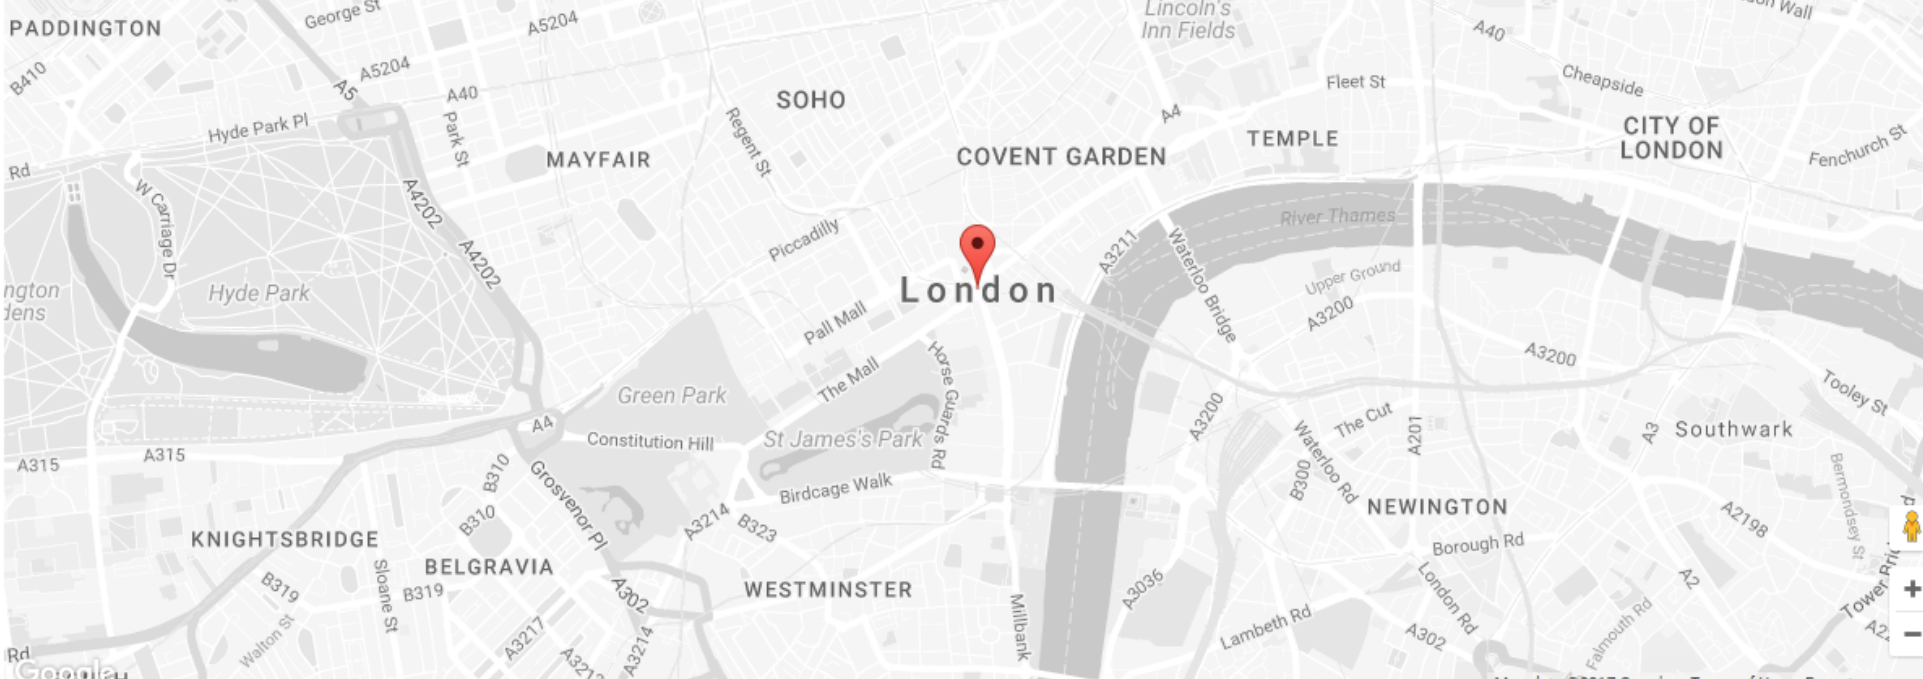 PADDINGTON
George St
A5204
Lincoln's
Inn Fields
Wall
A40
B410
A5
A5204
A40
SOHO
Fleet St
Cheapside
Hyde Park Pl
Park St
Regent St
A4
TEMPLE
CITY OF
LONDON
Fenchurch St
Rd
MAYFAIR
COVENT GARDEN
W Carriage Dr
A4202
River Thames
Piccadilly
A3211
Waterloo Bridge
A4202
Upper Ground
Hyde Park
London
A3200
Pall Mall
A3200
The Mall
Horse Guards Rd
Green Park
Tooley St
A4
Constitution Hill
St James's Park
A3200
The Cut
A201
A3
Southwark
A315
A315
B310
Grosvenor Pl
Birdcage Walk
Waterloo Rd
B300
Bermondsey St
NEWINGTON
B310
A3214
B323
A2198
KNIGHTSBRIDGE
BELGRAVIA
Borough Rd
WESTMINSTER
B319
Sloane St
B319
A302
Millbank
A3036
London Rd
A2
Tower
+
Walton St
A3217
A3214
Lambeth Rd
A302
Falmouth Rd
−
Rd
Google